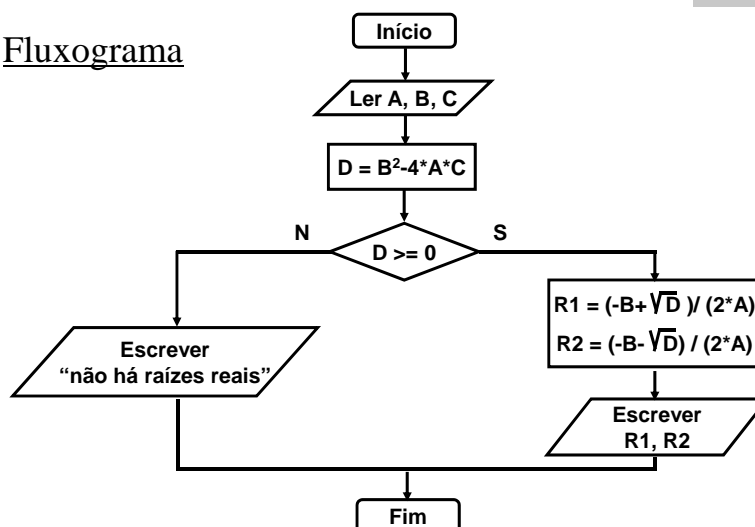 Fluxograma
Início
Ler A, B, C
D = B²-4*A*C
N
D >= 0
S
R1 = (-B+√D )/ (2*A)
R2 = (-B-√D) / (2*A)
Escrever
“não há raízes reais”
Escrever
R1, R2
Fim